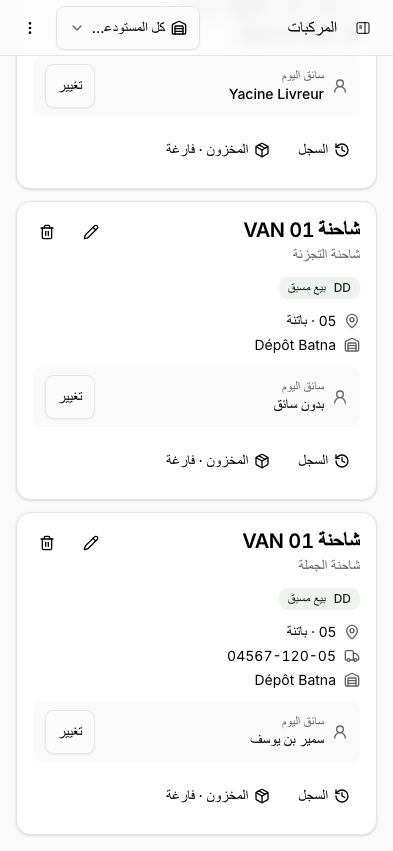 المركبات
كل المستودعـ...
سائق اليوم
Yacine Livreur
تغيير
السجل
المخزون · فارغة
شاحنة VAN 01
شاحنة التجزئة
DD بيع مسبق
05 · باتنة
Dépôt Batna
سائق اليوم
بدون سائق
تغيير
السجل
المخزون · فارغة
شاحنة VAN 01
شاحنة الجملة
DD بيع مسبق
05 · باتنة
04567-120-05
Dépôt Batna
سائق اليوم
سمير بن يوسف
تغيير
السجل
المخزون · فارغة